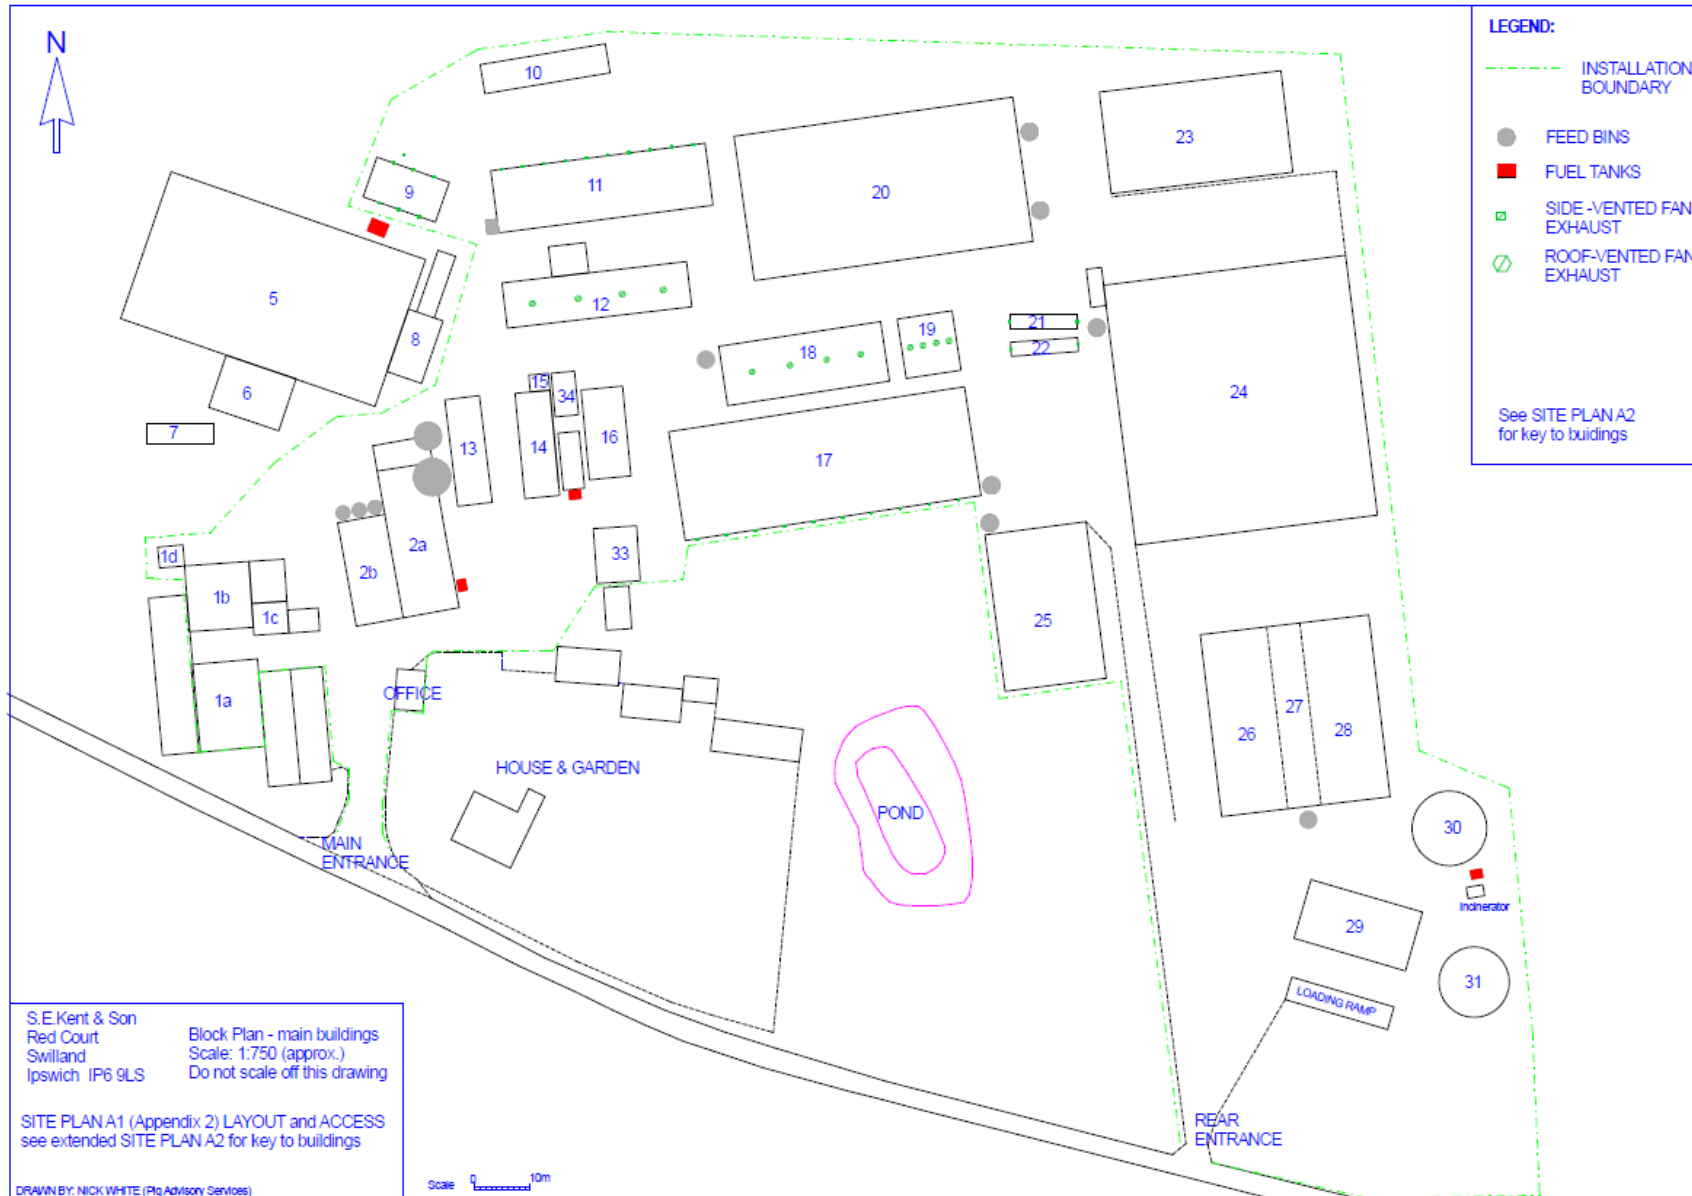 N
10
9
11
20
23
5
12
8
6
7
18
19
21
22
24
15
34
13
14
16
17
33
2a
2b
1d
1b
1c
1a
OFFICE
25
26
27
28
HOUSE & GARDEN
POND
MAIN
ENTRANCE
30
Incinerator
29
31
LOADING RAMP
REAR
ENTRANCE
LEGEND:
INSTALLATION
BOUNDARY
FEED BINS
FUEL TANKS
SIDE -VENTED FAN
EXHAUST
ROOF-VENTED FAN
EXHAUST
See SITE PLAN A2
for key to buidings
S.E.Kent & Son
Red Court
Swilland
Ipswich IP6 9LS
Block Plan - main buildings
Scale: 1:750 (approx.)
Do not scale off this drawing
SITE PLAN A1 (Appendix 2) LAYOUT and ACCESS
see extended SITE PLAN A2 for key to buildings
DRAWN BY: NICK WHITE (Pig Advisory Services)
Scale 0 10m